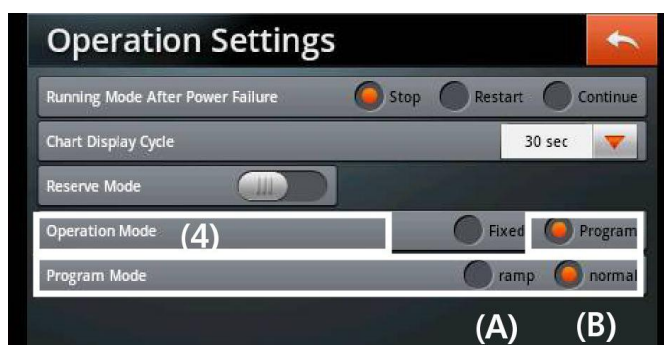 Operation Settings
Running Mode After Power Failure Stop Restart Continue
Chart Display Cycle 30 sec
Reserve Mode
Operation Mode (4) Fixed Program
Program Mode ramp normal
(A) (B)